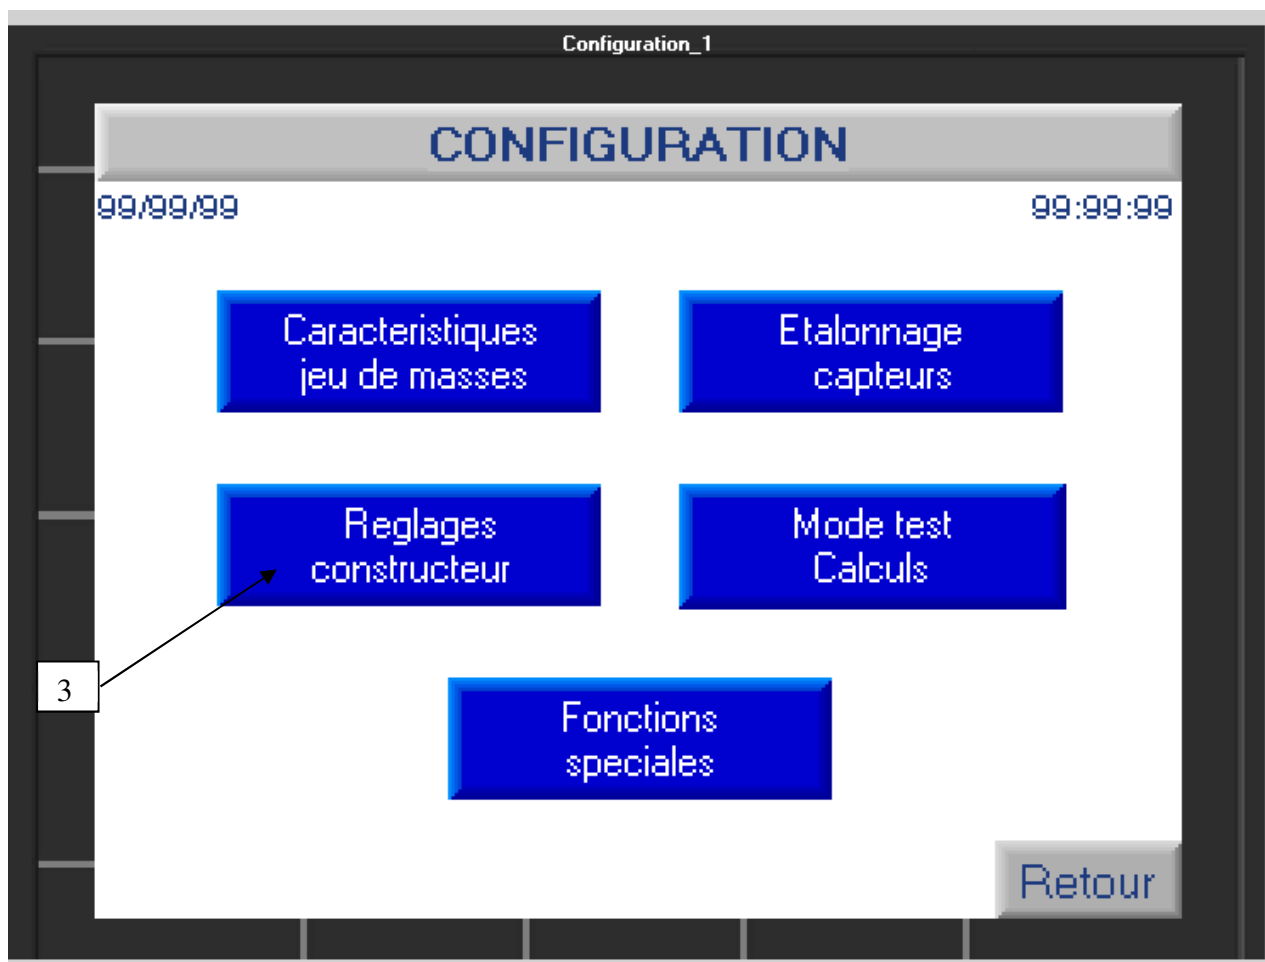 Configuration_1
CONFIGURATION
99/99/99 99:99:99
Caracteristiques
jeu de masses
Etalonnage
capteurs
Reglages
constructeur
Mode test
Calculs
3
Fonctions
speciales
Retour